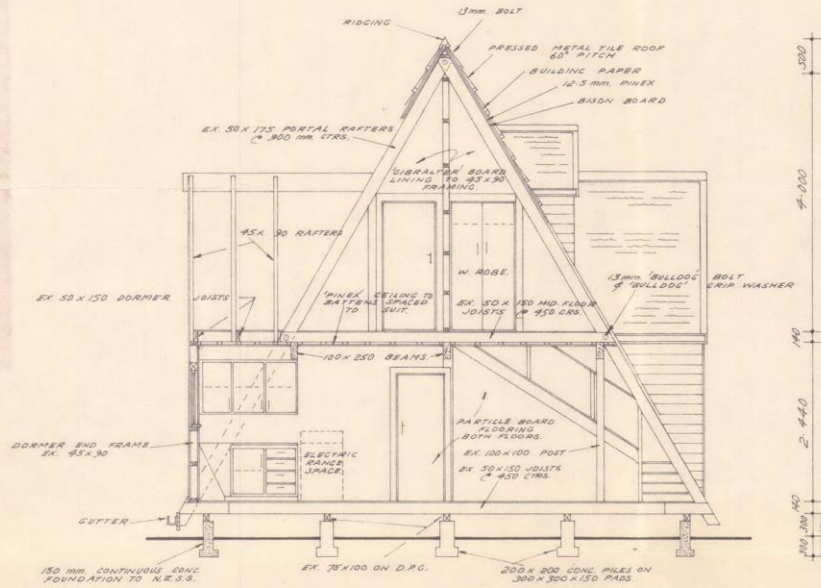 RIDGING
13mm. BOLT
PRESSED METAL TILE ROOF
60° PITCH
BUILDING PAPER
12.5 mm. PINEX
BISON BOARD
500
EX. 50 x 175 PORTAL RAFTERS
@ 900 mm. CTRS.
'GIBRALTER' BOARD
LINING TO 45 x 90
FRAMING.
4.000
45 x 90 RAFTERS
W. ROBE.
13mm. 'BULLDOG' BOLT
& 'BULLDOG' GRIP WASHER
EX 50 x 150 DORMER JOISTS
'PINEX' CEILING TO
BATTENS SPACED
TO SUIT.
EX. 50 x 150 MID. FLOOR
JOISTS @ 450 CRS.
140
100 x 250 BEAMS.
2.440
PARTICLE BOARD
FLOORING
BOTH FLOORS.
DORMER END FRAME
EX. 45 x 90
ELECTRIC
RANGE
SPACE
EX. 100 x 100 POST
EX. 50 x 150 JOISTS
@ 450 CTRS.
140
GUTTER
300
300
150 mm. CONTINUOUS CONC.
FOUNDATION TO N.Z.S.S.
EX. 75 x 100 ON D.P.C.
200 x 200 CONC. PILES ON
300 x 300 x 150 PADS.